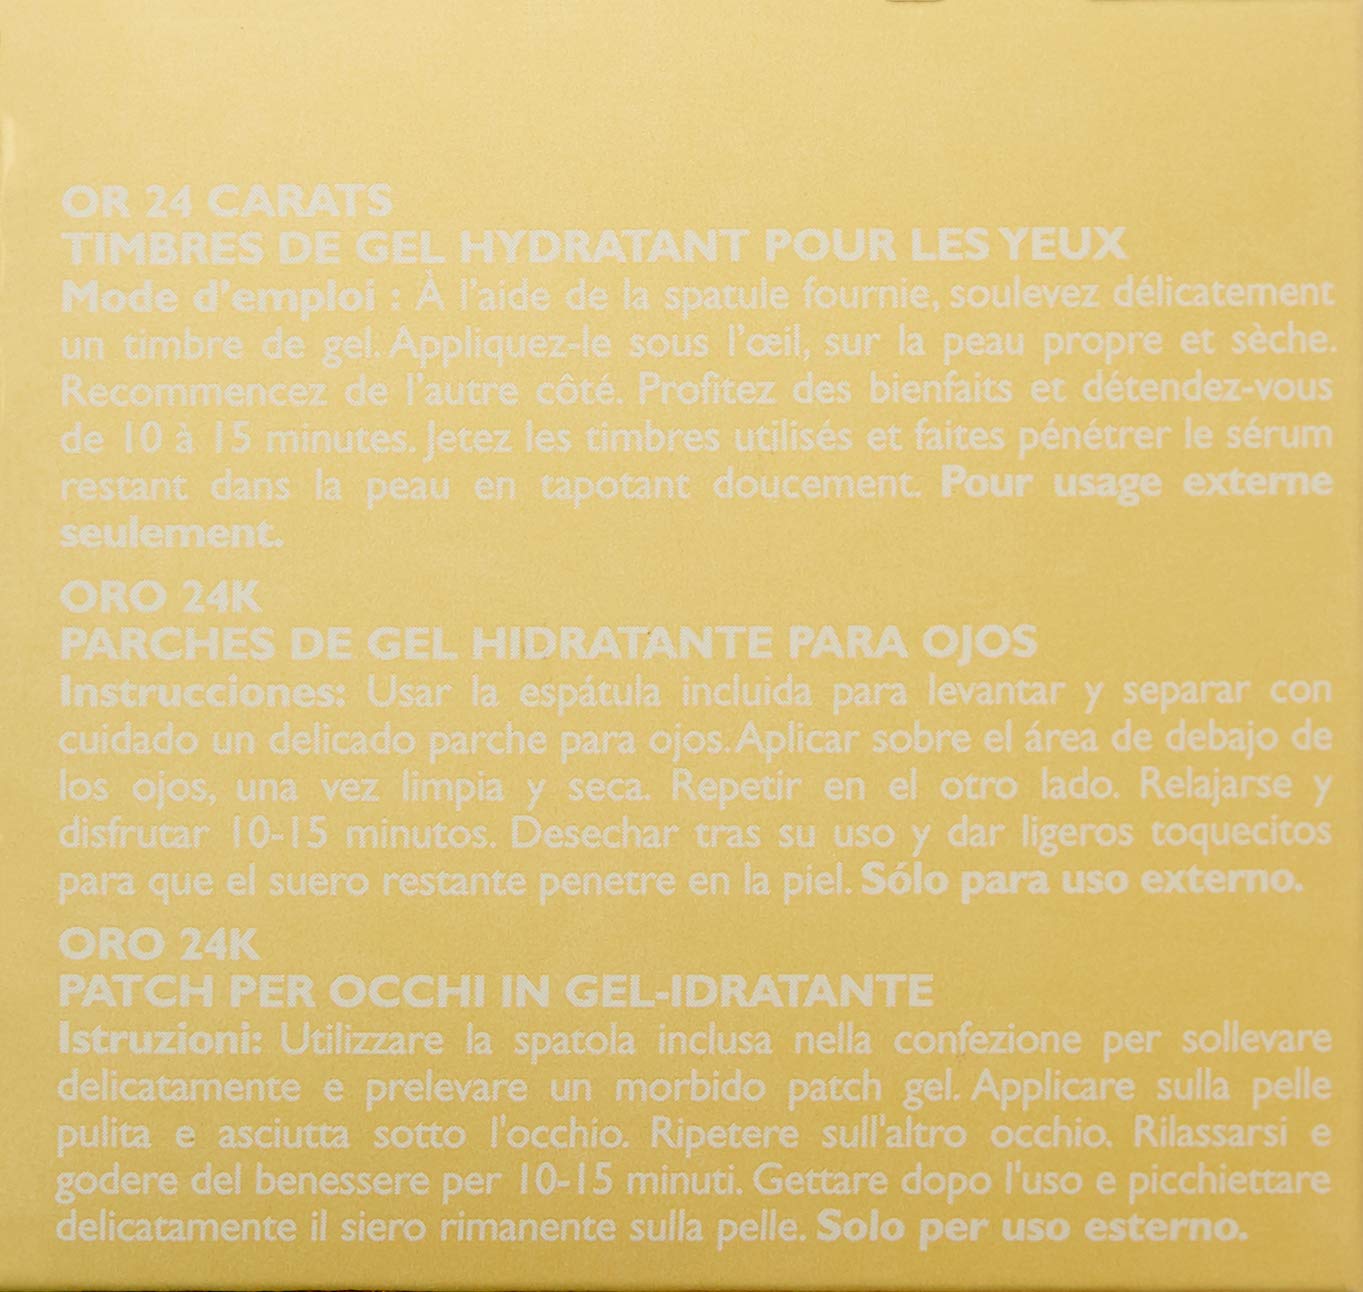 OR 24 CARATS
TIMBRES DE GEL HYDRATANT POUR LES YEUX
Mode d'emploi : À l'aide de la spatule fournie, soulevez délicatement
un timbre de gel. Appliquez-le sous l'œil, sur la peau propre et sèche.
Recommencez de l'autre côté. Profitez des bienfaits et détendez-vous
de 10 à 15 minutes. Jetez les timbres utilisés et faites pénétrer le sérum
restant dans la peau en tapotant doucement. Pour usage externe
seulement.
ORO 24K
PARCHES DE GEL HIDRATANTE PARA OJOS
Instrucciones: Usar la espátula incluida para levantar y separar con
cuidado un delicado parche para ojos. Aplicar sobre el área de debajo de
los ojos, una vez limpia y seca. Repetir en el otro lado. Relajarse y
disfrutar 10-15 minutos. Desechar tras su uso y dar ligeros toquecitos
para que el suero restante penetre en la piel. Sólo para uso externo.
ORO 24K
PATCH PER OCCHI IN GEL-IDRATANTE
Istruzioni: Utilizzare la spatola inclusa nella confezione per sollevare
delicatamente e prelevare un morbido patch gel. Applicare sulla pelle
pulita e asciutta sotto l'occhio. Ripetere sull'altro occhio. Rilassarsi e
godere del benessere per 10-15 minuti. Gettare dopo l'uso e picchiettare
delicatamente il siero rimanente sulla pelle. Solo per uso esterno.